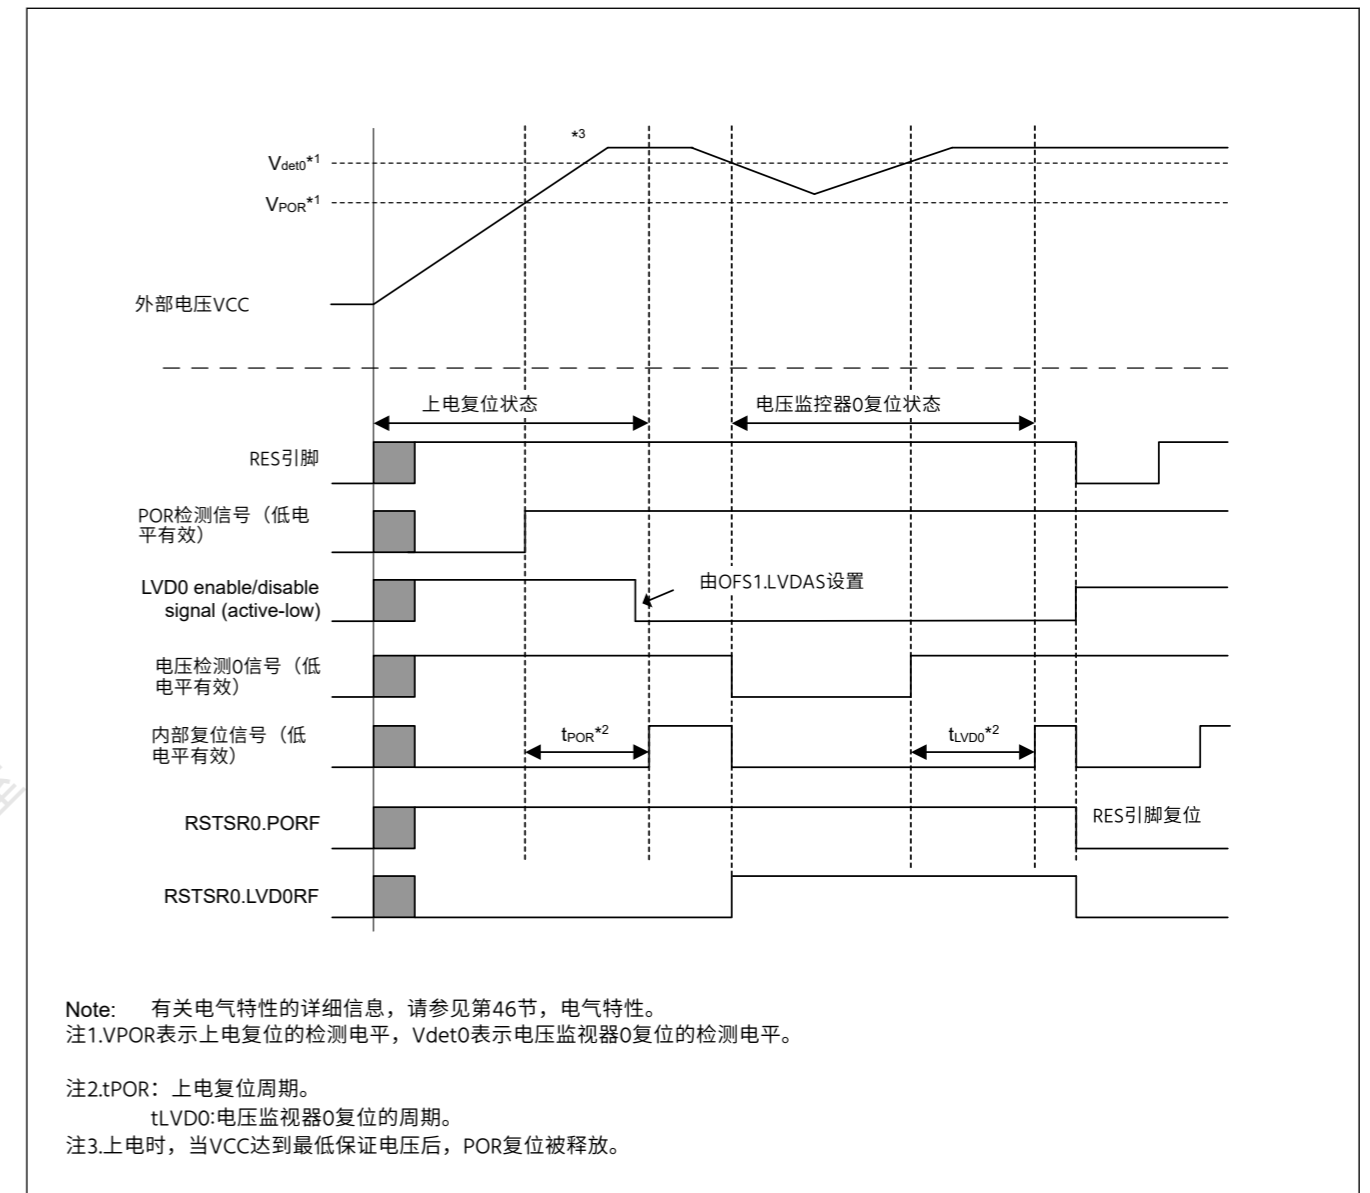 *3
Vdet0*1
VPOR*1
外部电压VCC
上电复位状态
电压监控器0复位状态
RES引脚
POR检测信号（低电
平有效）
LVD0 enable/disable
signal (active-low)
由OFS1.LVDAS设置
电压检测0信号（低
电平有效）
内部复位信号（低
电平有效）
tPOR*2
tLVD0*2
RSTSR0.PORF
RES引脚复位
RSTSR0.LVD0RF
Note: 有关电气特性的详细信息，请参见第46节，电气特性。
注1.VPOR表示上电复位的检测电平，Vdet0表示电压监视器0复位的检测电平。
注2.tPOR：上电复位周期。
tLVD0:电压监视器0复位的周期。
注3.上电时，当VCC达到最低保证电压后，POR复位被释放。